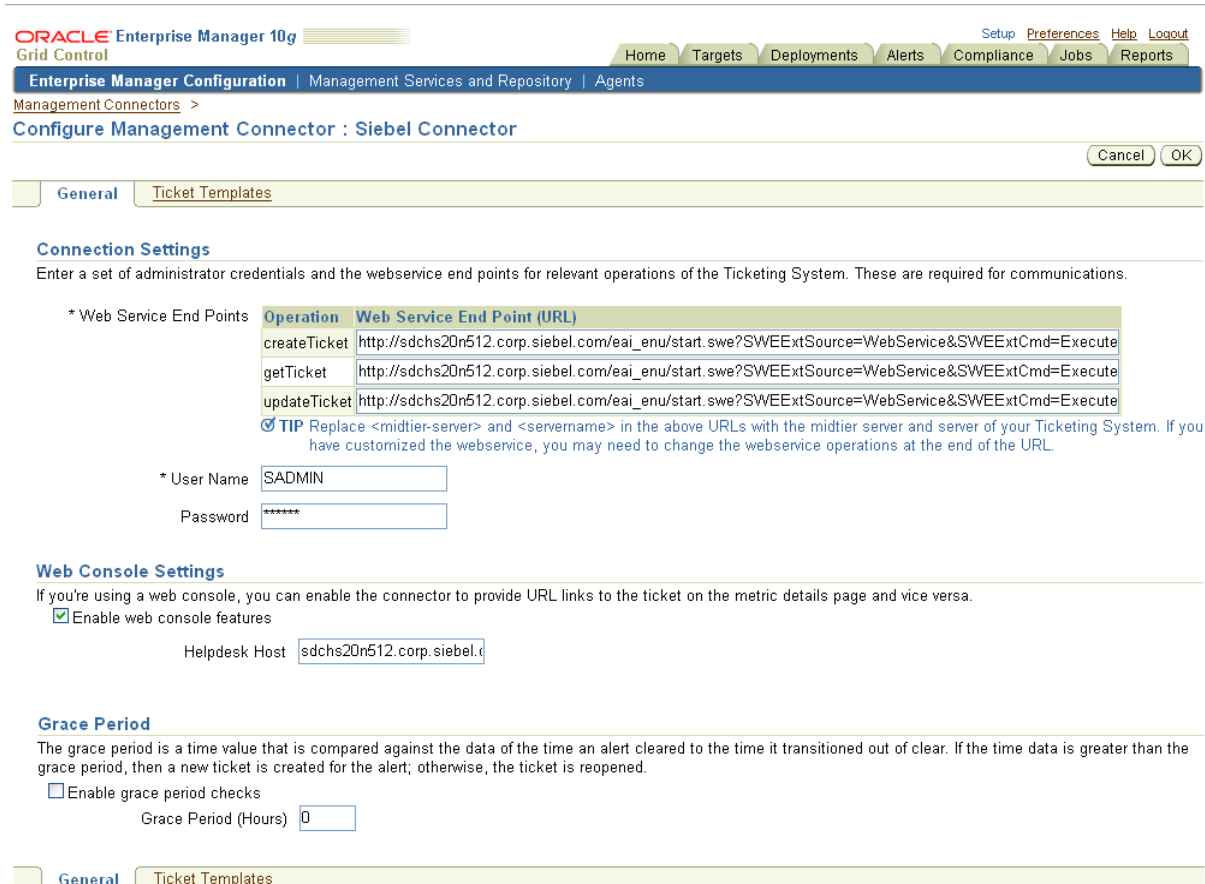 ORACLE Enterprise Manager 10g
Grid Control
Setup Preferences Help Logout
Home Targets Deployments Alerts Compliance Jobs Reports
Enterprise Manager Configuration | Management Services and Repository | Agents
Management Connectors >
Configure Management Connector : Siebel Connector
Cancel OK
General Ticket Templates
Connection Settings
Enter a set of administrator credentials and the webservice end points for relevant operations of the Ticketing System. These are required for communications.
* Web Service End Points Operation Web Service End Point (URL)
createTicket http://sdchs20n512.corp.siebel.com/eai_enu/start.swe?SWEExtSource=WebService&SWEExtCmd=Execute
getTicket http://sdchs20n512.corp.siebel.com/eai_enu/start.swe?SWEExtSource=WebService&SWEExtCmd=Execute
updateTicket http://sdchs20n512.corp.siebel.com/eai_enu/start.swe?SWEExtSource=WebService&SWEExtCmd=Execute
TIP Replace <midtier-server> and <servername> in the above URLs with the midtier server and server of your Ticketing System. If you
have customized the webservice, you may need to change the webservice operations at the end of the URL.
* User Name SADMIN
Password ******
Web Console Settings
If you're using a web console, you can enable the connector to provide URL links to the ticket on the metric details page and vice versa.
Enable web console features
Helpdesk Host sdchs20n512.corp.siebel.c
Grace Period
The grace period is a time value that is compared against the data of the time an alert cleared to the time it transitioned out of clear. If the time data is greater than the
grace period, then a new ticket is created for the alert; otherwise, the ticket is reopened.
Enable grace period checks
Grace Period (Hours) 0
General Ticket Templates